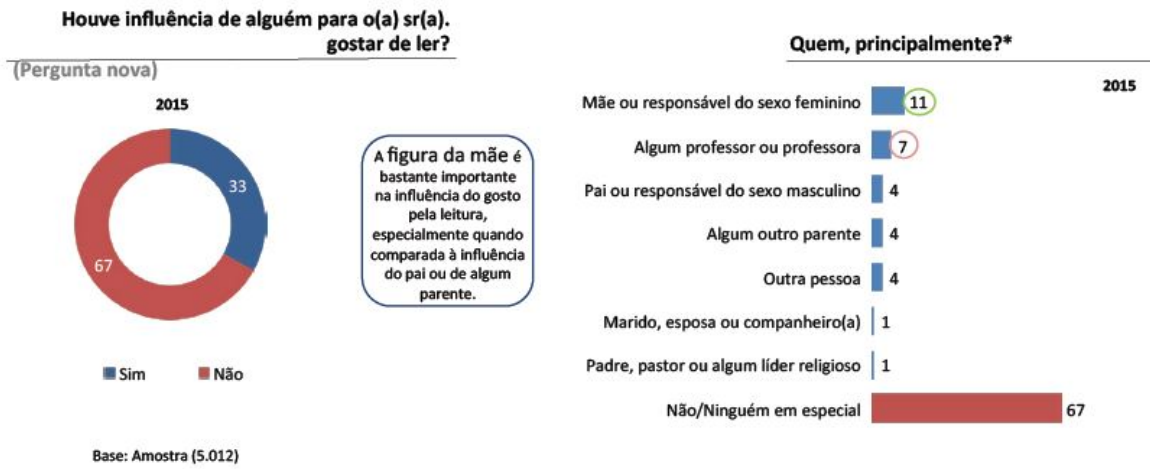 Houve influência de alguém para o(a) sr(a).
gostar de ler?
(Pergunta nova)
2015
33
67
Sim
Não
Base: Amostra (5.012)
A figura da mãe é
bastante importante
na influência do gosto
pela leitura,
especialmente quando
comparada à influência
do pai ou de algum
parente.
Quem, principalmente?*
2015
Mãe ou responsável do sexo feminino 11
Algum professor ou professora 7
Pai ou responsável do sexo masculino 4
Algum outro parente 4
Outra pessoa 4
Marido, esposa ou companheiro(a) 1
Padre, pastor ou algum líder religioso 1
Não/Ninguém em especial 67